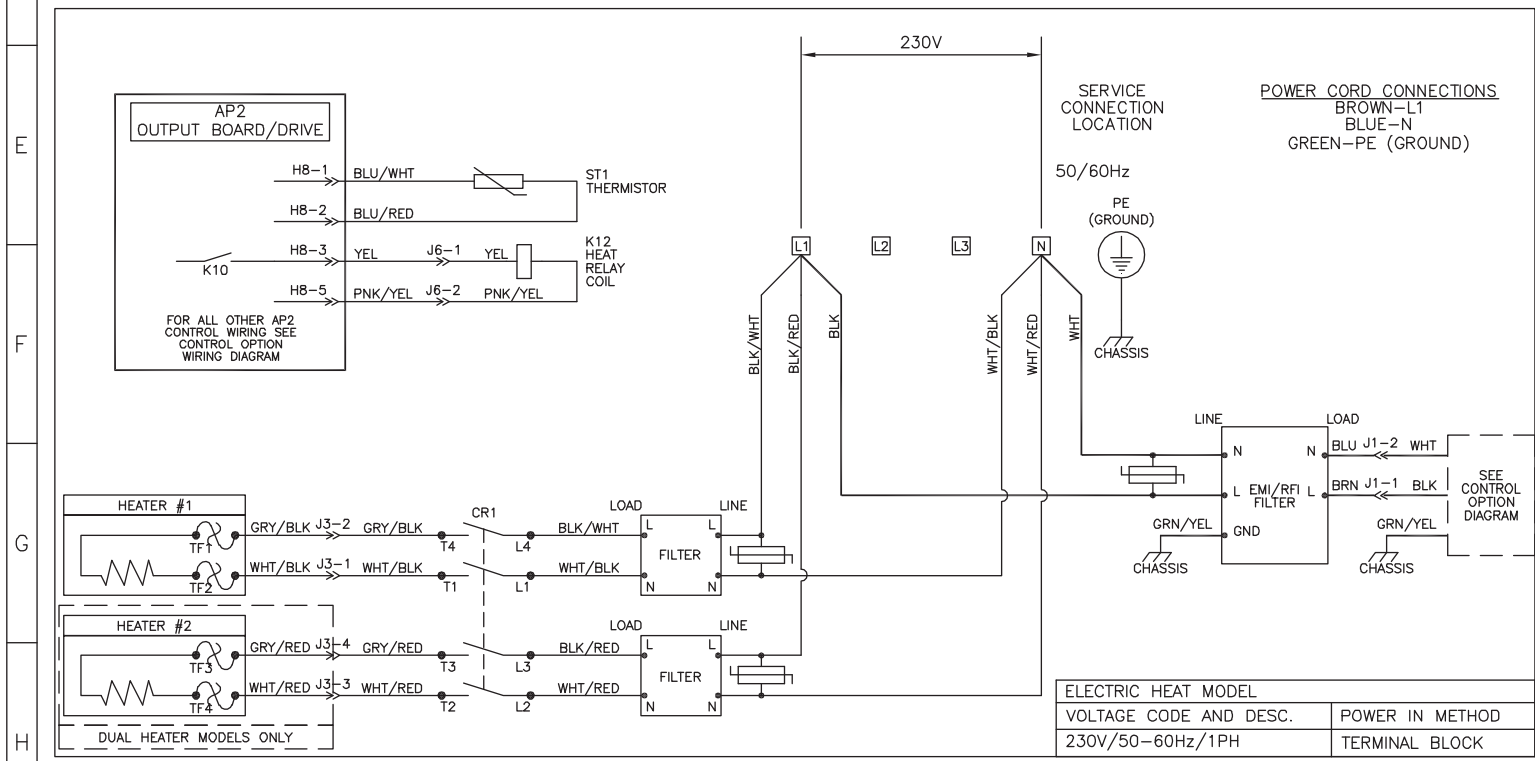 E
F
G
H
230V
SERVICE
CONNECTION
LOCATION
50/60Hz
POWER CORD CONNECTIONS
BROWN-L1
BLUE-N
GREEN-PE (GROUND)
AP2
OUTPUT BOARD/DRIVE
H8-1
BLU/WHT
ST1
THERMISTOR
H8-2
BLU/RED
H8-3
YEL
J6-1
YEL
K12
HEAT
RELAY
COIL
K10
H8-5
PNK/YEL
J6-2
PNK/YEL
FOR ALL OTHER AP2
CONTROL WIRING SEE
CONTROL OPTION
WIRING DIAGRAM
L1
L2
L3
N
PE
(GROUND)
CHASSIS
BLK/WHT
BLK/RED
BLK
WHT/BLK
WHT/RED
WHT
LINE
LOAD
N
N
BLU
J1-2
WHT
L
EMI/RFI
FILTER
L
BRN
J1-1
BLK
GND
GRN/YEL
CHASSIS
GRN/YEL
CHASSIS
SEE
CONTROL
OPTION
DIAGRAM
HEATER #1
TF1
GRY/BLK
J3-2
GRY/BLK
T4
CR1
L4
BLK/WHT
LOAD
LINE
L
L
FILTER
N
N
TF2
WHT/BLK
J3-1
WHT/BLK
T1
L1
WHT/BLK
HEATER #2
TF3
GRY/RED
J3-4
GRY/RED
T3
L3
BLK/RED
LOAD
LINE
L
L
FILTER
N
N
TF4
WHT/RED
J3-3
WHT/RED
T2
L2
WHT/RED
DUAL HEATER MODELS ONLY
ELECTRIC HEAT MODEL
VOLTAGE CODE AND DESC.
POWER IN METHOD
230V/50-60Hz/1PH
TERMINAL BLOCK